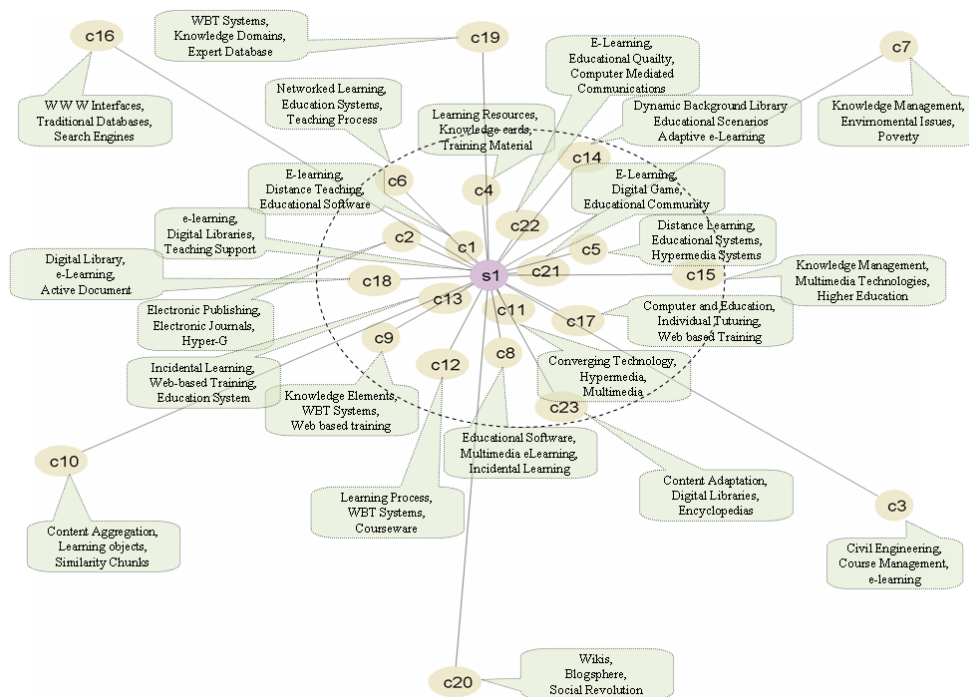 WBT Systems,
Knowledge Domains,
Expert Database
c19
c16
E-Learning,
Educational Quailty,
Computer Mediated
Communications
c7
Networked Learning,
Education Systems,
Teaching Process
W W W Interfaces,
Traditional Databases,
Search Engines
Learning Resources,
Knowledge cards,
Training Material
Dynamic Background Library
Educational Scenarios
Adaptive e-Learning
Knowledge Management,
Envirnomental Issues,
Poverty
c14
c6
c4
E-learning,
Distance Teaching,
Educational Software
E-Learning,
Digital Game,
Educational Community
c22
c2
c1
c5
e-learning,
Digital Libraries,
Teaching Support
Distance Learning,
Educational Systems,
Hypermedia Systems
Digital Library,
e-Learning,
Active Document
c18
s1
c21
c15
Knowledge Management,
Multimedia Technologies,
Higher Education
c13
c11
c17
Electronic Publishing,
Electronic Journals,
Hyper-G
Computer and Education,
Individual Tuturing,
Web based Training
c9
c12
c8
Incidental Learning,
Web-based Training,
Education System
Converging Technology,
Hypermedia,
Multimedia
Knowledge Elements,
WBT Systems,
Web based training
c23
Educational Software,
Multimedia eLearning,
Incidental Learning
c10
Content Adaptation,
Digital Libraries,
Encyclopedias
Learning Process,
WBT Systems,
Courseware
c3
Content Aggregation,
Learning objects,
Similarity Chunks
Civil Engineering,
Course Management,
e-learning
c20
Wikis,
Blogsphere,
Social Revolution